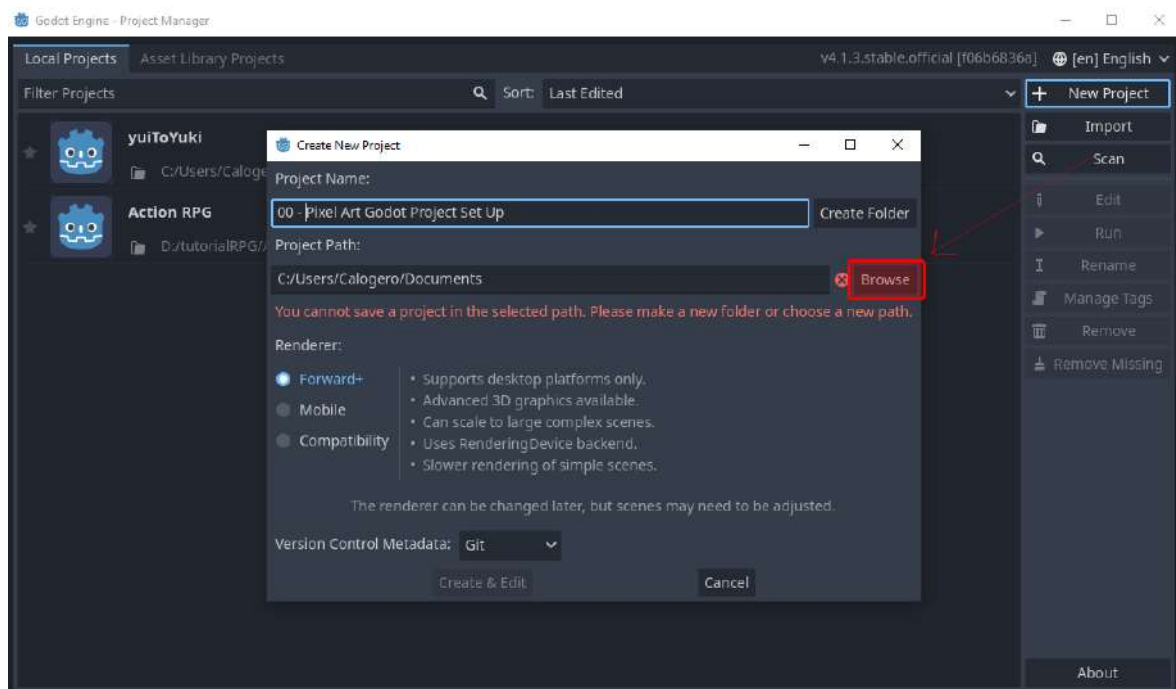 Godot Engine - Project Manager
Local Projects Asset Library Projects v4.1.3.stable.official [f06b6836a] [en] English
Filter Projects Sort: Last Edited New Project
Import
Scan
Edit
Run
Rename
Manage Tags
Remove
Remove Missing
About
yuiToYuki
C:/Users/Caloge
Action RPG
D:/tutorialRPG/
Create New Project
Project Name:
00 - Pixel Art Godot Project Set Up Create Folder
Project Path:
C:/Users/Calogero/Documents Browse
You cannot save a project in the selected path. Please make a new folder or choose a new path.
Renderer:
Forward+
Mobile
Compatibility
• Supports desktop platforms only.
• Advanced 3D graphics available.
• Can scale to large complex scenes.
• Uses RenderingDevice backend.
• Slower rendering of simple scenes.
The renderer can be changed later, but scenes may need to be adjusted.
Version Control Metadata: Git
Create & Edit Cancel